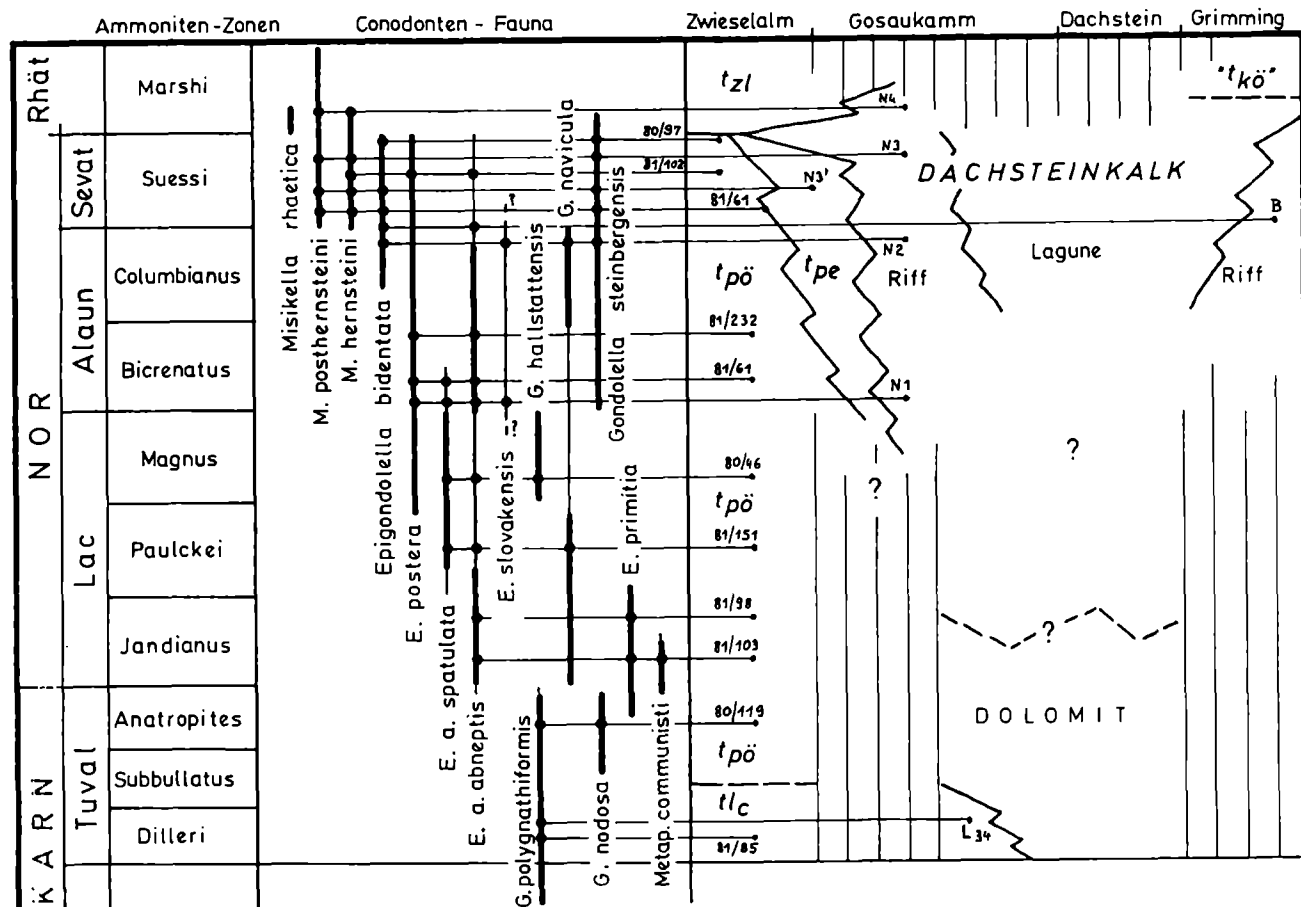 Ammoniten-Zonen
Conodonten - Fauna
Zwieselalm
Gosaukamm
Dachstein
Grimming
Rhät
Marshi
NOR
Sevat
Suessi
Alaun
Columbianus
Bicrenatus
Lac
Magnus
Paulckei
Jandianus
KARN
Tuval
Anatropites
Subbullatus
Dilleri
Misikella rhaetica
M. posthernsteini
M. hernsteini
Epigondolella bidentata
E. postera
E. a. spatulata
E. a. abneptis
E. slovakensis
?
?
G. hallstattensis
G. polygnathiformis
G. navicula
Gondolella steinbergensis
G. nodosa
E. primitia
Metap. communisti
tzl
"tkö"
N4
80/97
N3
81/102
N3'
81/61
B
DACHSTEINKALK
N2
Lagune
tpö
tpe
Riff
Riff
81/232
81/61
N1
80/46
?
?
tpö
81/151
81/98
?
81/103
80/119
DOLOMIT
tpö
tlc
L34
81/85